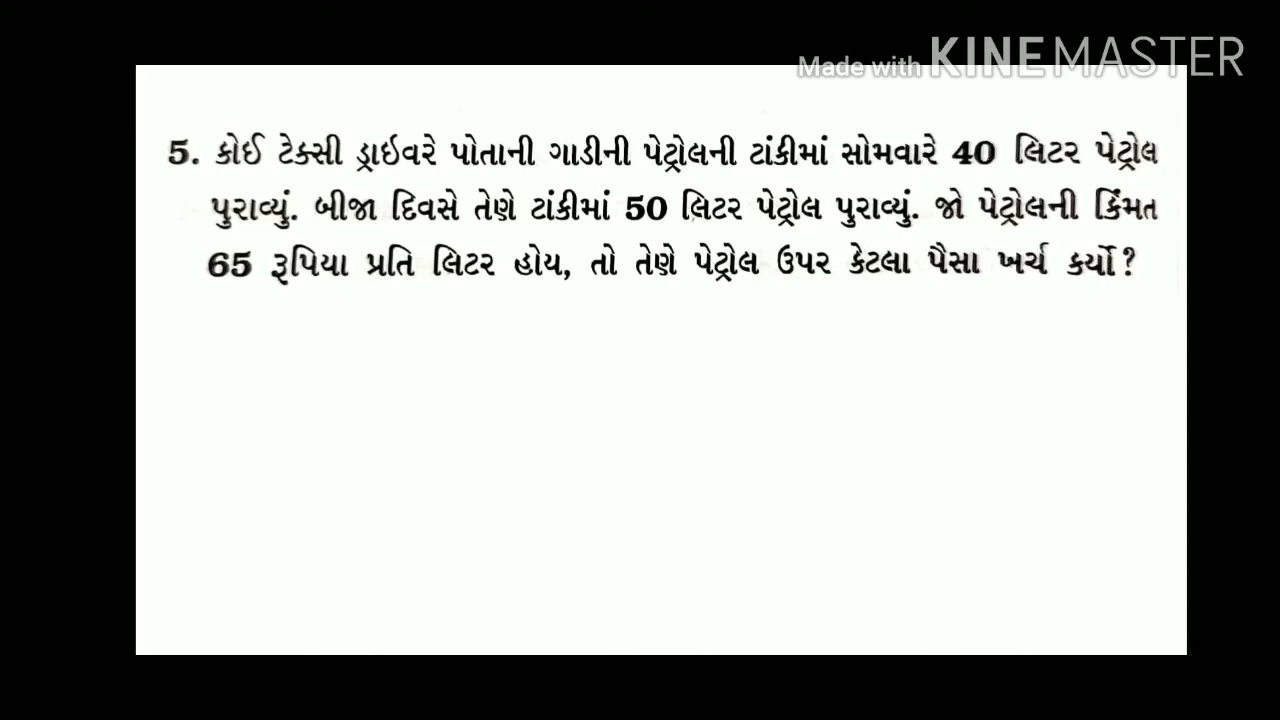 Made with KINEMASTER
5. કોઈ ટેક્સી ડ્રાઇવરે પોતાની ગાડીની પેટ્રોલની ટાંકીમાં સોમવારે 40 લિટર પેટ્રોલ
પુરાવ્યું. બીજા દિવસે તેણે ટાંકીમાં 50 લિટર પેટ્રોલ પુરાવ્યું. જો પેટ્રોલની કિંમત
65 રૂપિયા પ્રતિ લિટર હોય, તો તેણે પેટ્રોલ ઉપર કેટલા પૈસા ખર્ચ કર્યો?